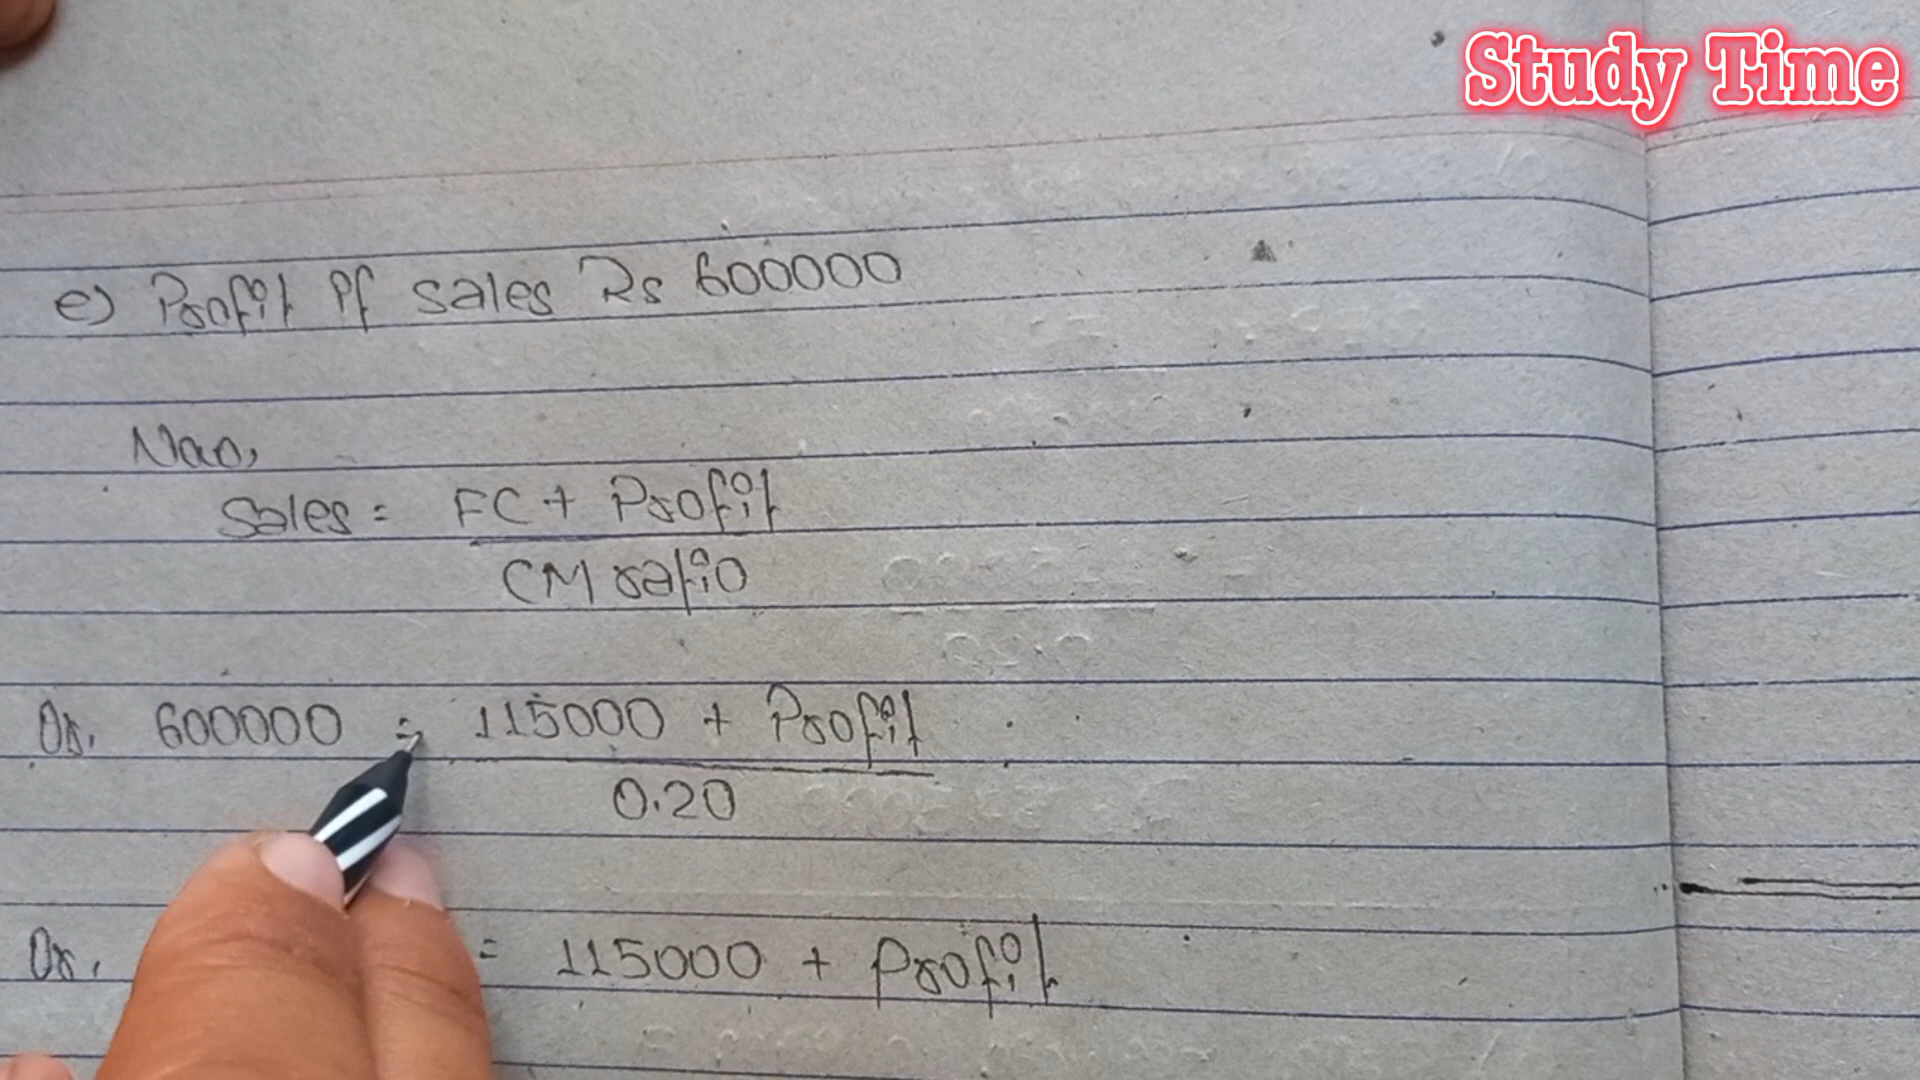 Study Time
e) Profit if sales Rs 600000
Now,
Sales = FC + Profit
CM ratio
Or, 600000 = 115000 + Profit
0.20
Or, = 115000 + Profit